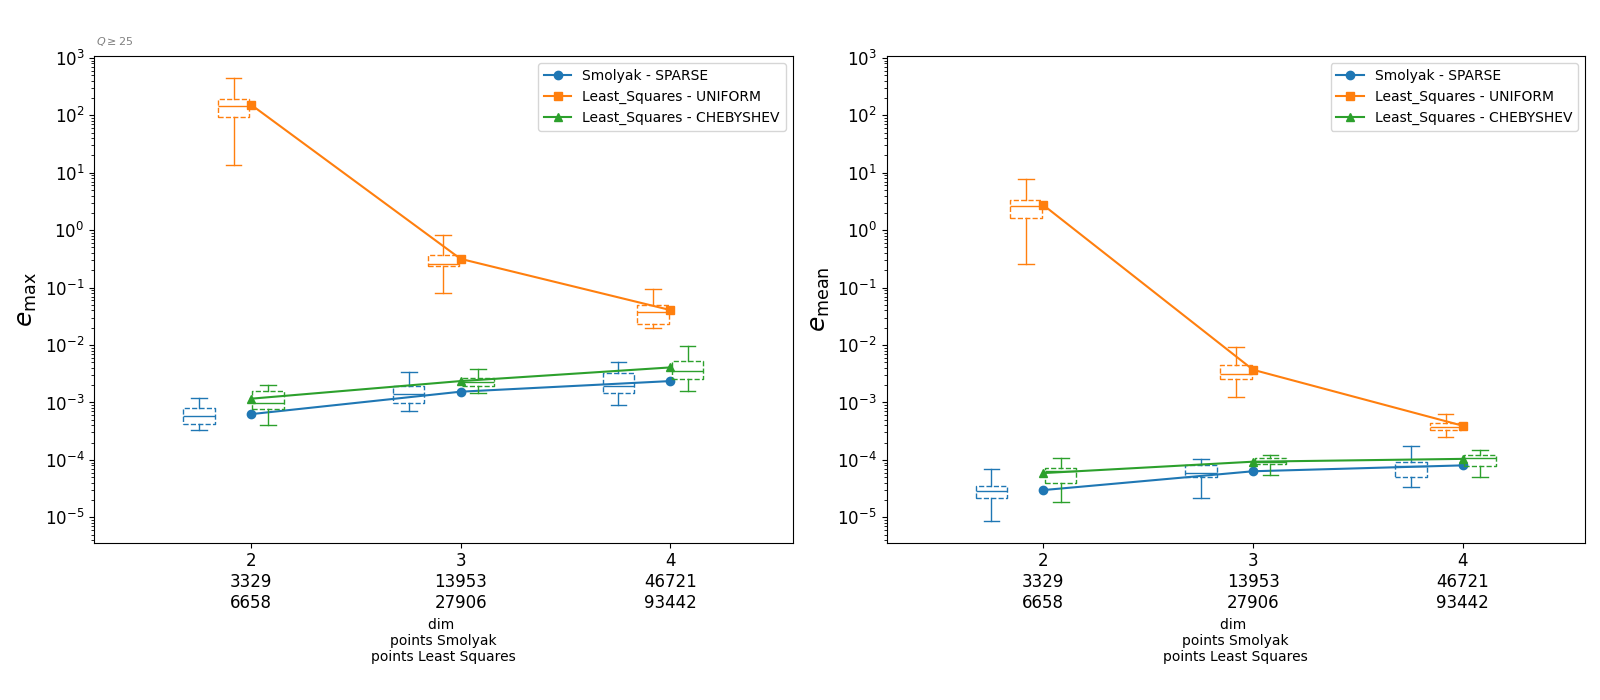 Q ≥ 25
10³
10²
10¹
10⁰
10⁻¹
10⁻²
10⁻³
10⁻⁴
10⁻⁵
e_max
Smolyak - SPARSE
Least_Squares - UNIFORM
Least_Squares - CHEBYSHEV
2 3 4
3329 13953 46721
6658 27906 93442
dim
points Smolyak
points Least Squares
10³
10²
10¹
10⁰
10⁻¹
10⁻²
10⁻³
10⁻⁴
10⁻⁵
e_mean
Smolyak - SPARSE
Least_Squares - UNIFORM
Least_Squares - CHEBYSHEV
2 3 4
3329 13953 46721
6658 27906 93442
dim
points Smolyak
points Least Squares